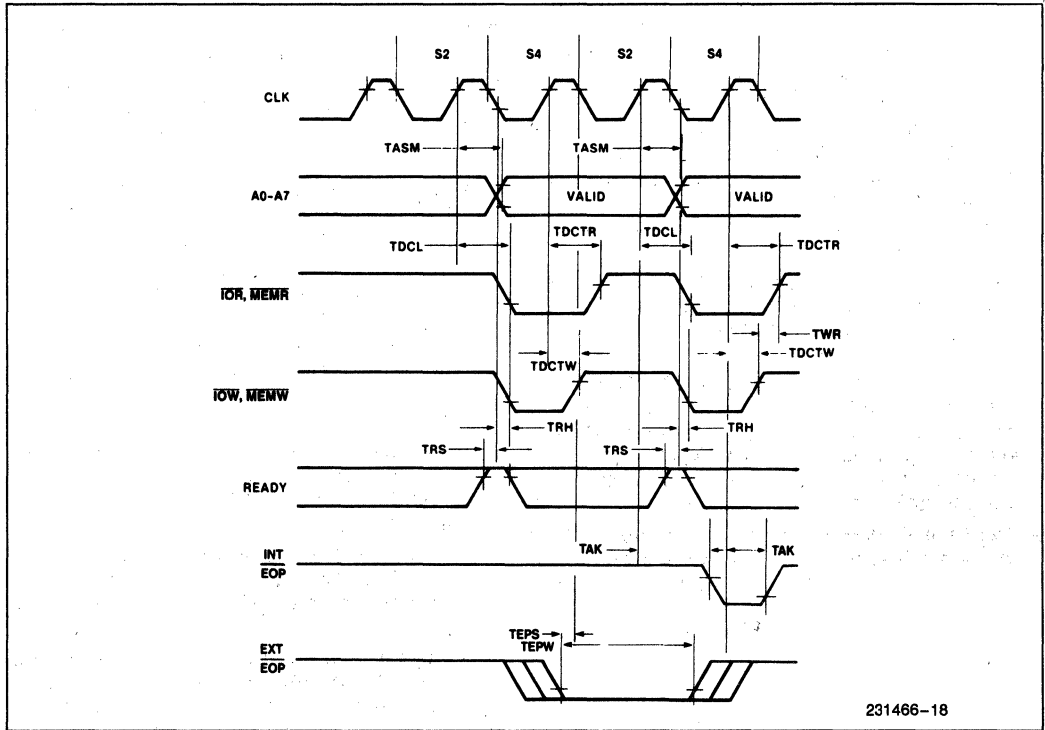 S2 S4 S2 S4
CLK
TASM TASM
A0-A7 VALID VALID
TDCL TDCTR TDCL TDCTR
IOR, MEMR
TWR
TDCTW TDCTW
IOW, MEMW
TRH TRH
TRS TRS
READY
TAK TAK
INT
EOP
TEPS
TEPW
EXT
EOP
231466-18